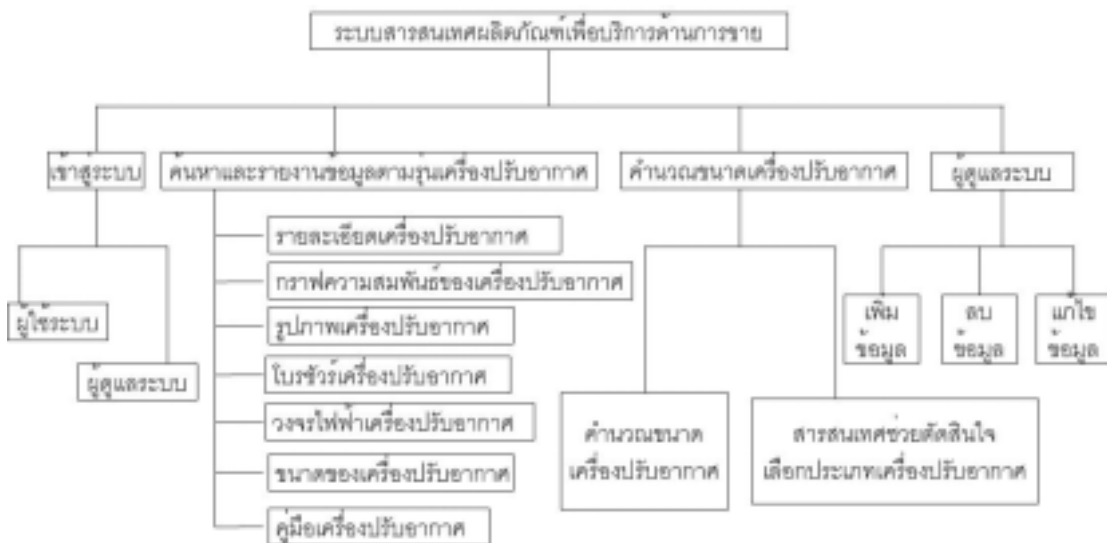 ระบบสารสนเทศผลิตภัณฑ์เพื่อบริการด้านการขาย
เข้าสู่ระบบ
ค้นหาและรายงานข้อมูลตามรุ่นเครื่องปรับอากาศ
คำนวณขนาดเครื่องปรับอากาศ
ผู้ดูแลระบบ
ผู้ใช้ระบบ
ผู้ดูแลระบบ
รายละเอียดเครื่องปรับอากาศ
กราฟความสมพันธ์ของเครื่องปรับอากาศ
รูปภาพเครื่องปรับอากาศ
โบรชัวร์เครื่องปรับอากาศ
วงจรไฟฟ้าเครื่องปรับอากาศ
ขนาดของเครื่องปรับอากาศ
คู่มือเครื่องปรับอากาศ
คำนวณขนาด
เครื่องปรับอากาศ
สารสนเทศช่วยตัดสินใจ
เลือกประเภทเครื่องปรับอากาศ
เพิ่ม
ข้อมูล
ลบ
ข้อมูล
แก้ไข
ข้อมูล